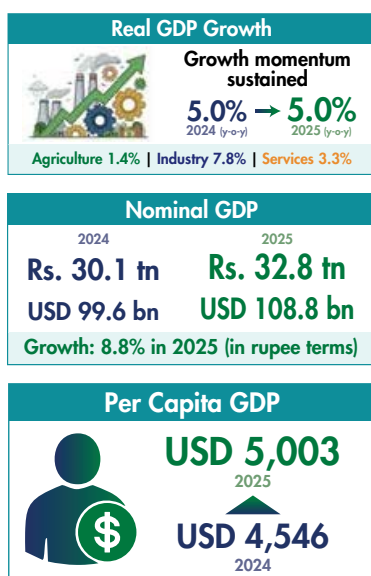 Real GDP Growth
Growth momentum
sustained
5.0% 5.0%
2024 (y-o-y) 2025 (y-o-y)
Agriculture 1.4% | Industry 7.8% | Services 3.3%
Nominal GDP
2024 2025
Rs. 30.1 tn Rs. 32.8 tn
USD 99.6 bn USD 108.8 bn
Growth: 8.8% in 2025 (in rupee terms)
Per Capita GDP
USD 5,003
2025
$
USD 4,546
2024